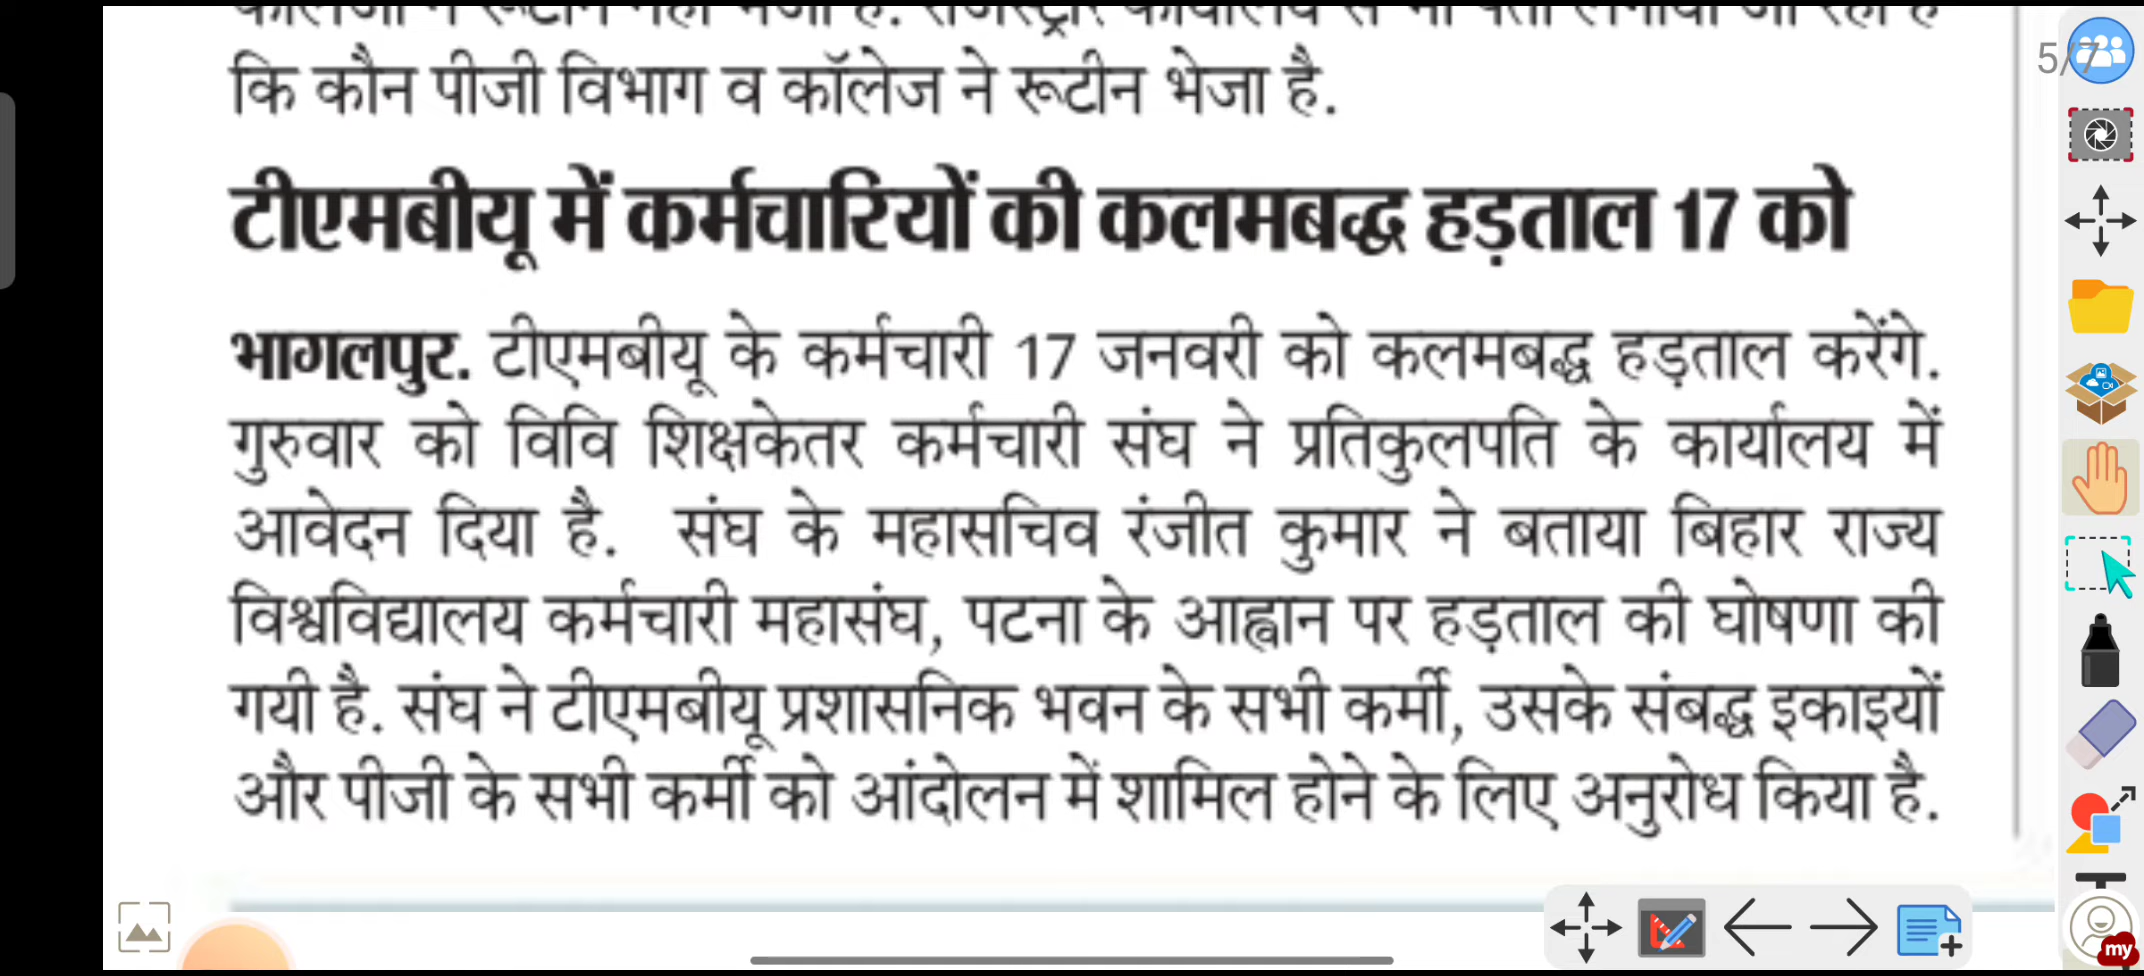 कि कौन पीजी विभाग व कॉलेज ने रूटीन भेजा है.
टीएमबीयू में कर्मचारियों की कलमबद्ध हड़ताल 17 को
भागलपुर. टीएमबीयू के कर्मचारी 17 जनवरी को कलमबद्ध हड़ताल करेंगे.
गुरुवार को विवि शिक्षकेतर कर्मचारी संघ ने प्रतिकुलपति के कार्यालय में
आवेदन दिया है. संघ के महासचिव रंजीत कुमार ने बताया बिहार राज्य
विश्वविद्यालय कर्मचारी महासंघ, पटना के आह्वान पर हड़ताल की घोषणा की
गयी है. संघ ने टीएमबीयू प्रशासनिक भवन के सभी कर्मी, उसके संबद्ध इकाइयों
और पीजी के सभी कर्मी को आंदोलन में शामिल होने के लिए अनुरोध किया है.
5/7
my